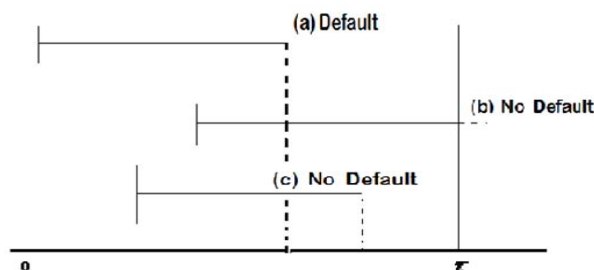 (a) Default
(b) No Default
(c) No Default
0 τ